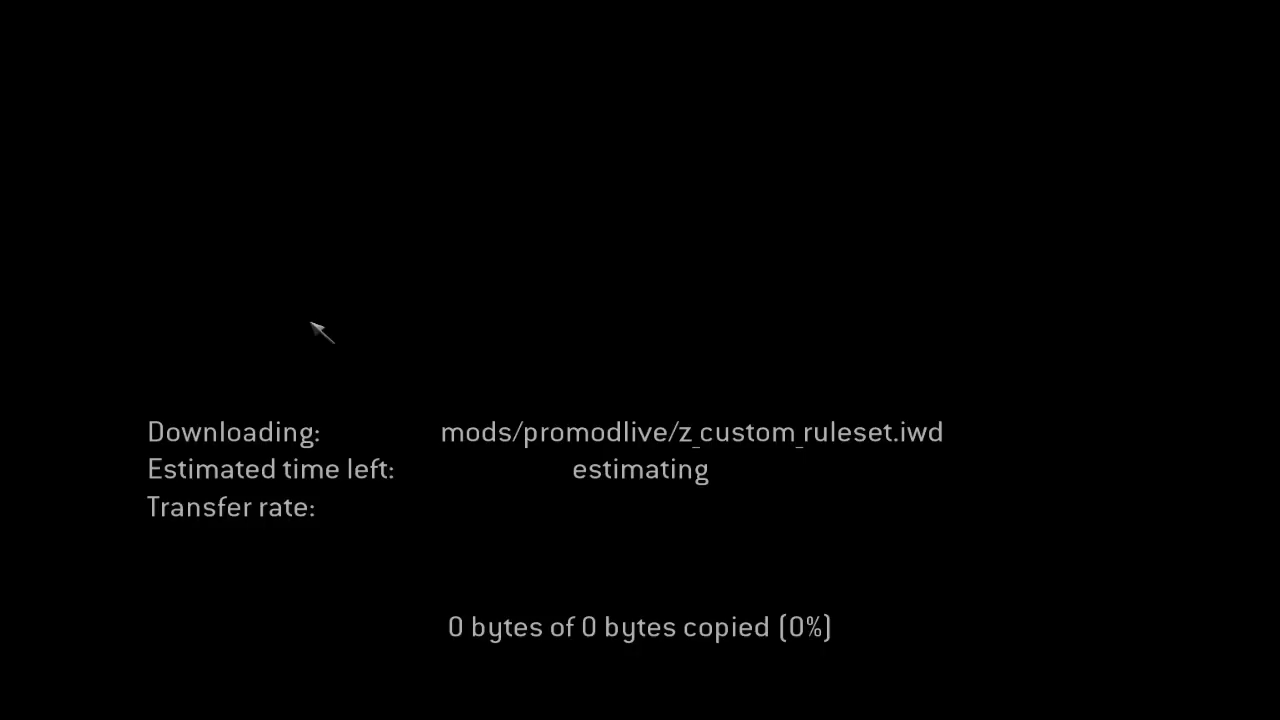 Downloading: mods/promodlive/z_custom_ruleset.iwd
Estimated time left: estimating
Transfer rate:
0 bytes of 0 bytes copied (0%)